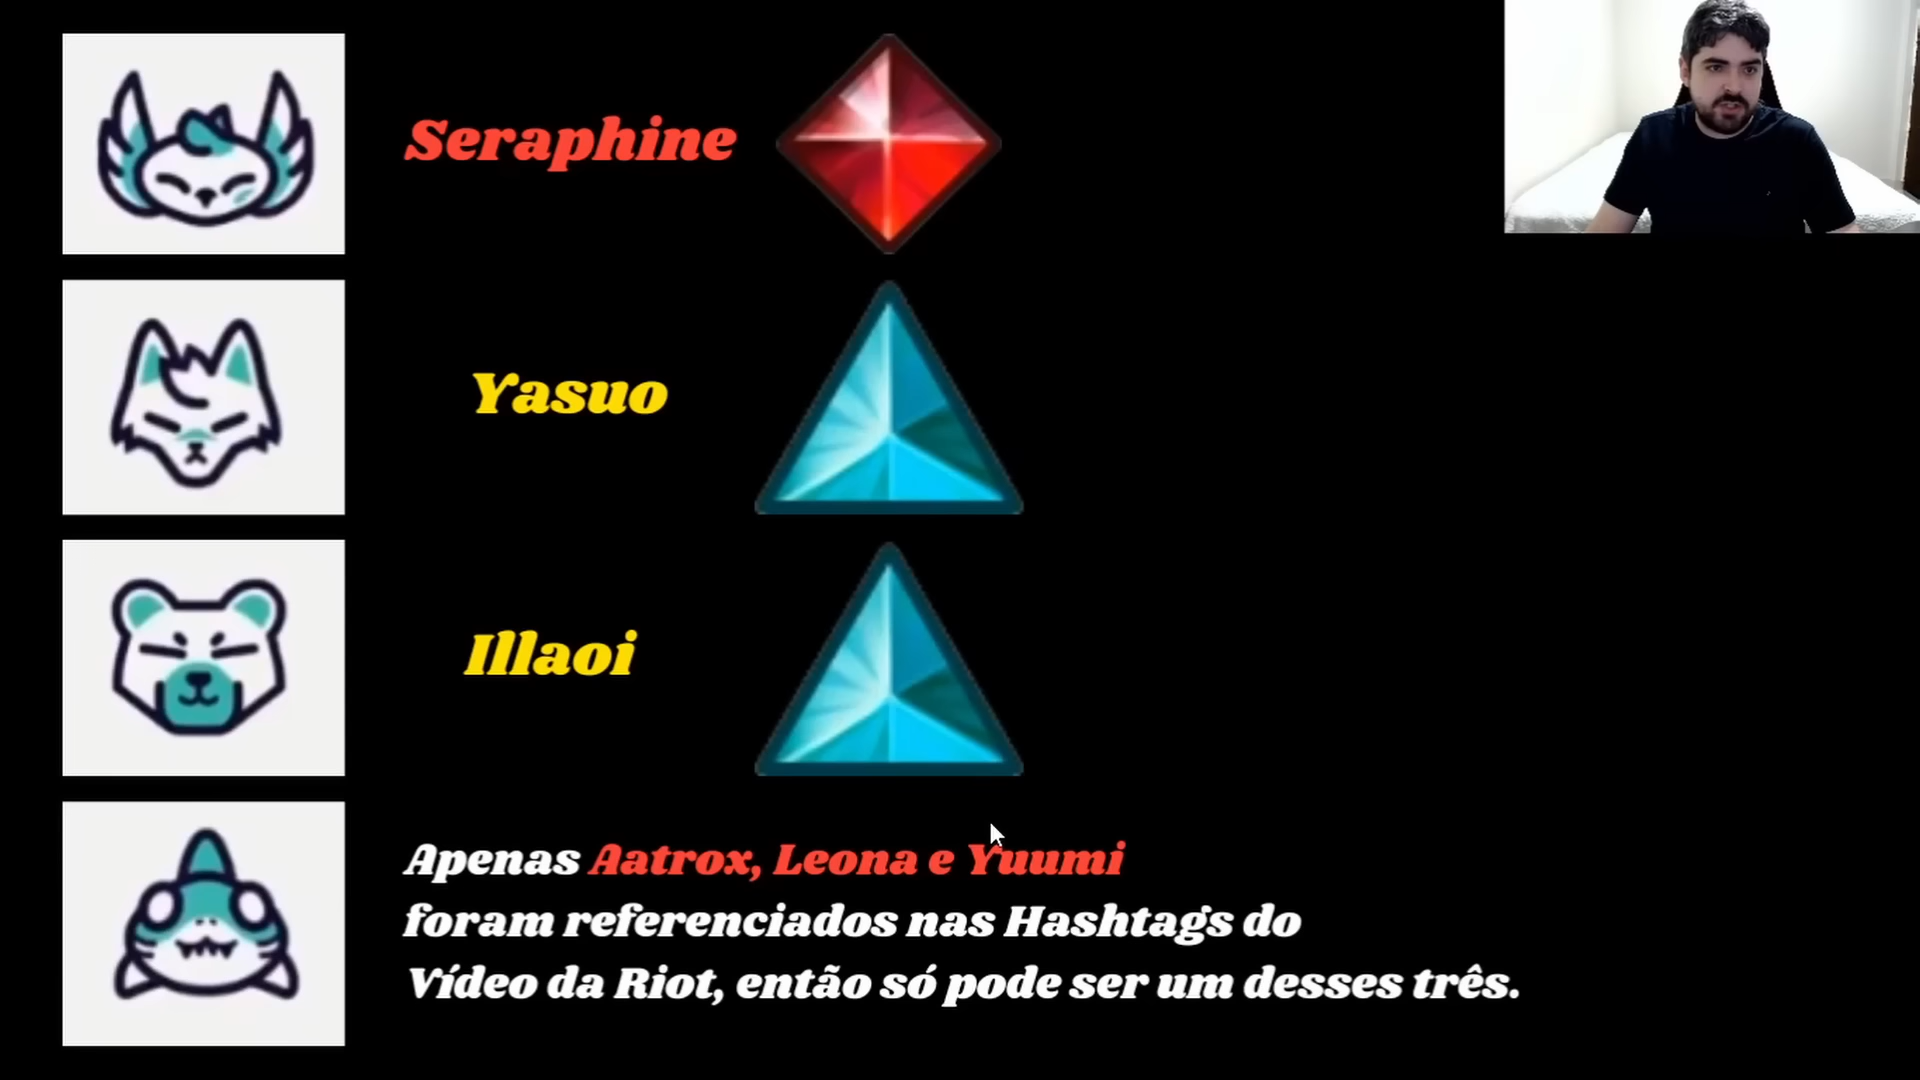 Seraphine
Yasuo
Illaoi
Apenas Aatrox, Leona e Yuumi
foram referenciados nas Hashtags do
Vídeo da Riot, então só pode ser um desses três.